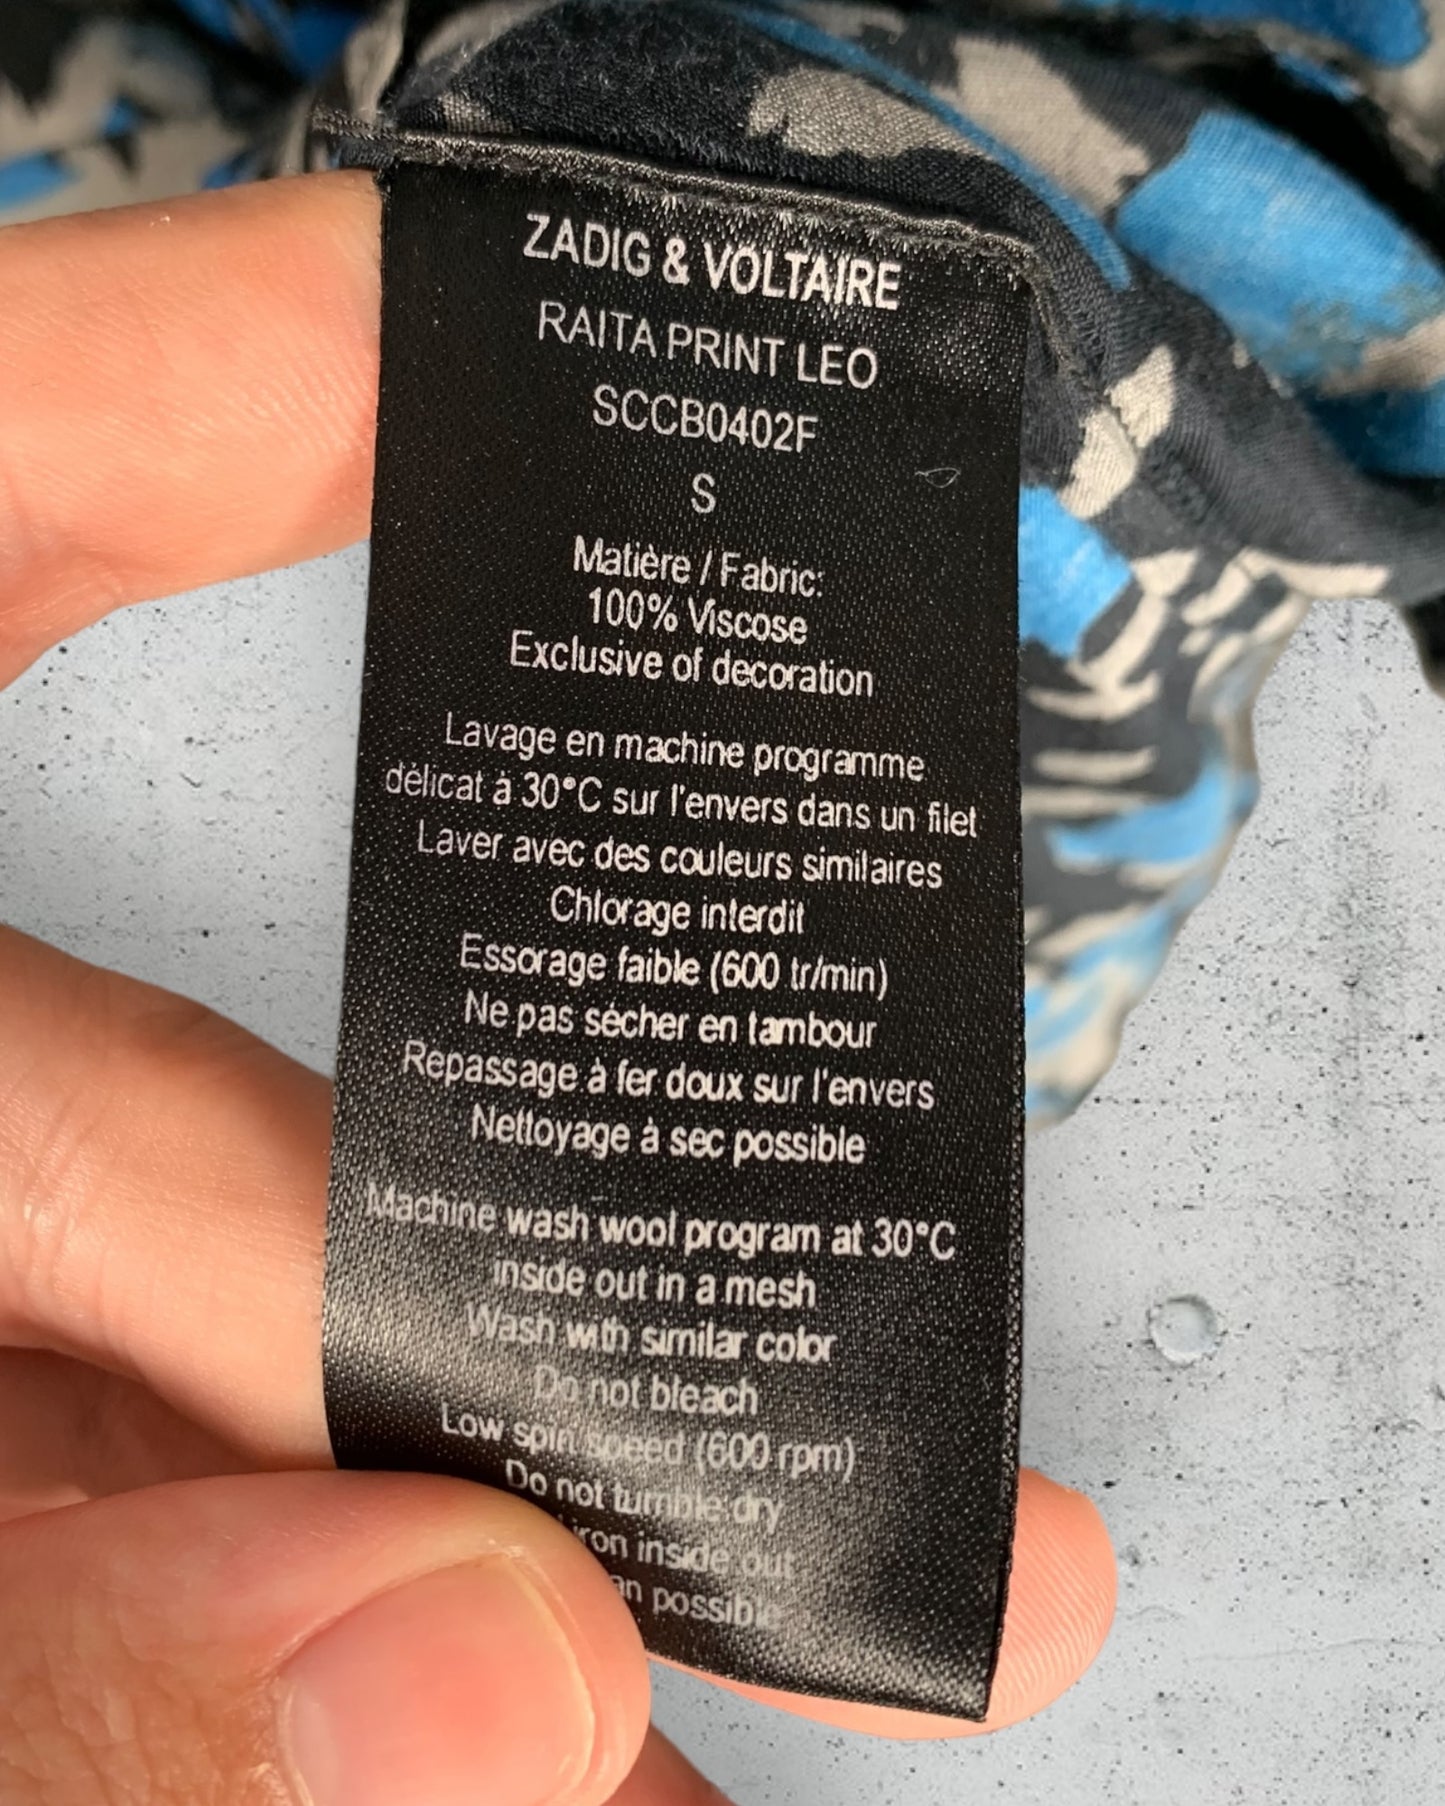 ZADIG & VOLTAIRE
RAITA PRINT LEO
SCCB0402F
S
Matière / Fabric:
100% Viscose
Exclusive of decoration
Lavage en machine programme
délicat à 30°C sur l'envers dans un filet
Laver avec des couleurs similaires
Chlorage interdit
Essorage faible (600 tr/min)
Ne pas sécher en tambour
Repassage à fer doux sur l'envers
Nettoyage à sec possible
Machine wash wool program at 30°C
inside out in a mesh
Wash with similar color
Do not bleach
Low spin speed (600 rpm)
Do not tumble dry
iron inside out
possible